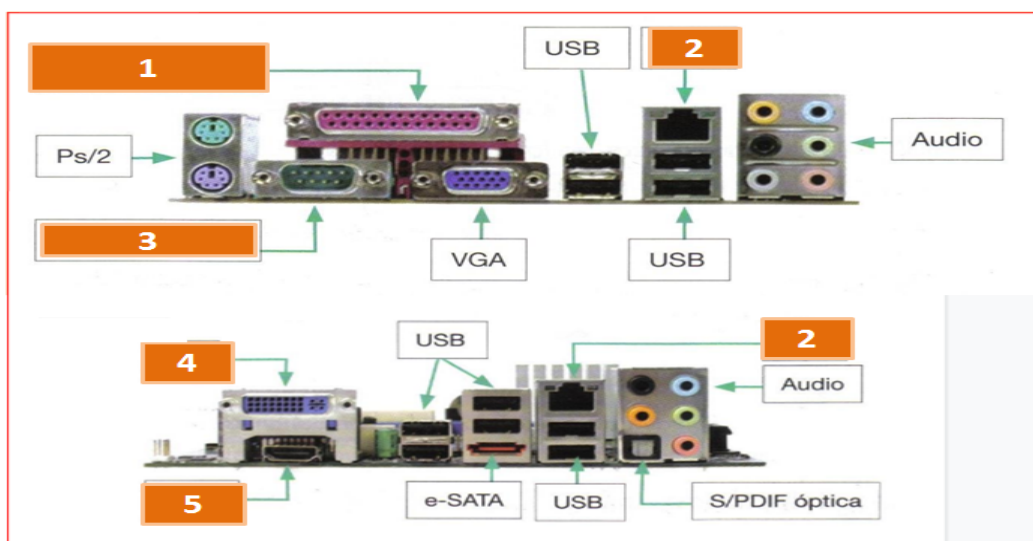 USB
2
1
Ps/2
Audio
3
VGA
USB
4
USB
2
Audio
5
e-SATA
USB
S/PDIF óptica